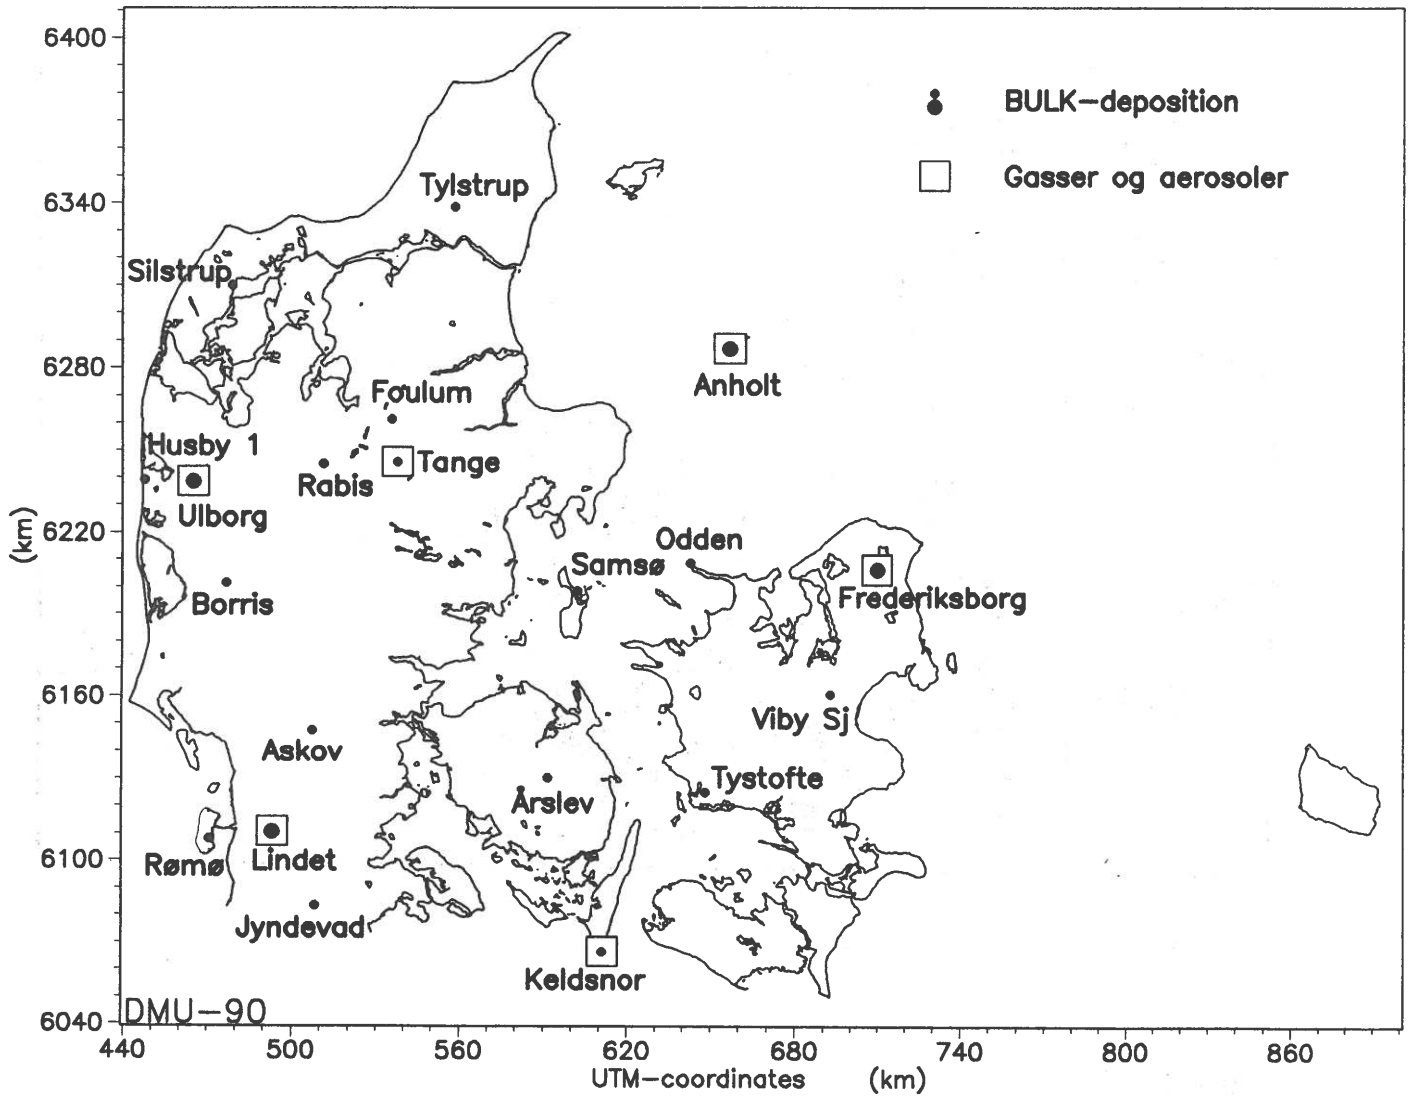 6400
BULK-deposition
Gasser og aerosoler
Tylstrup
6340
Silstrup
6280
Anholt
Foulum
Husby 1
Tange
Rabis
Ulborg
6220
(km)
Odden
Samsø
Borris
Frederiksborg
6160
Viby Sj
Askov
Tystofte
Årslev
6100
Rømø
Lindet
Jyndevad
Keldsnor
DMU-90
6040
440 500 560 620 680 740 800 860
UTM-coordinates (km)